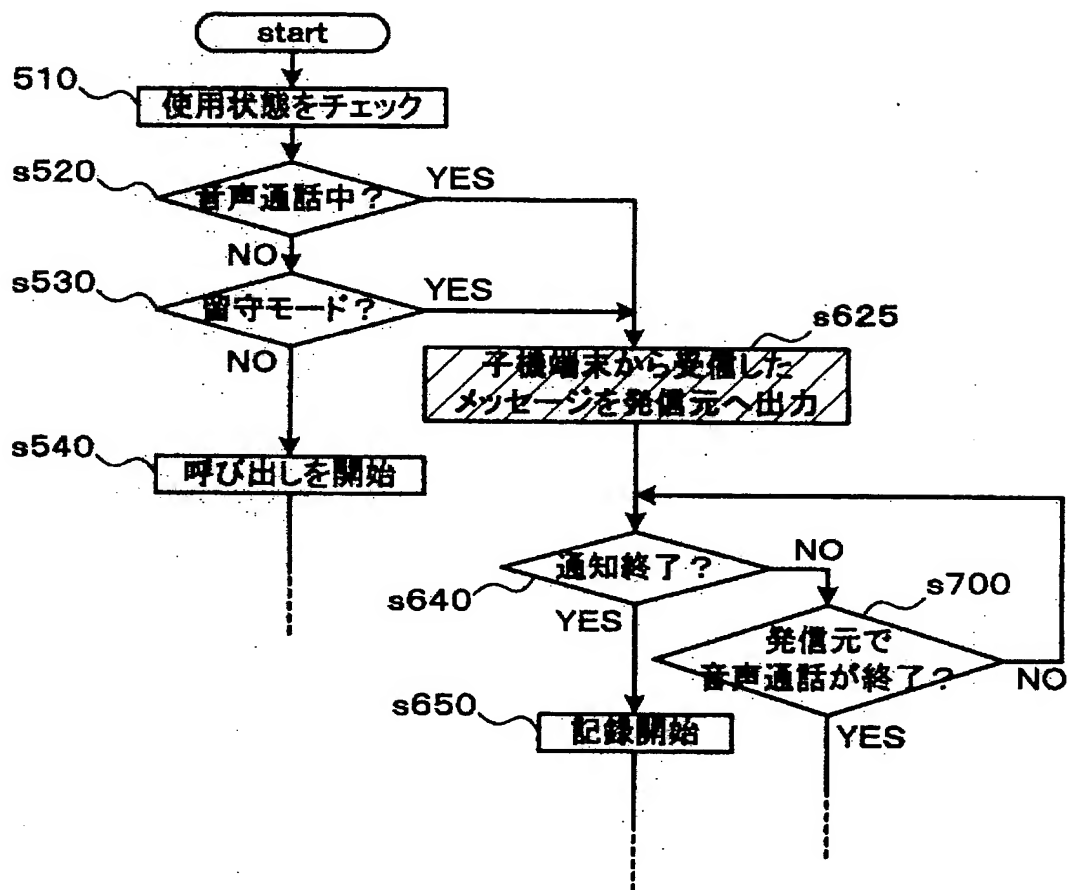 start
510
使用状態をチェック
s520
音声通話中?
YES
NO
s530
留守モード?
YES
NO
s625
子機端末から受信した
メッセージを発信元へ出力
s540
呼び出しを開始
通知終了?
NO
s640
YES
s700
発信元で
音声通話が終了?
NO
YES
s650
記録開始